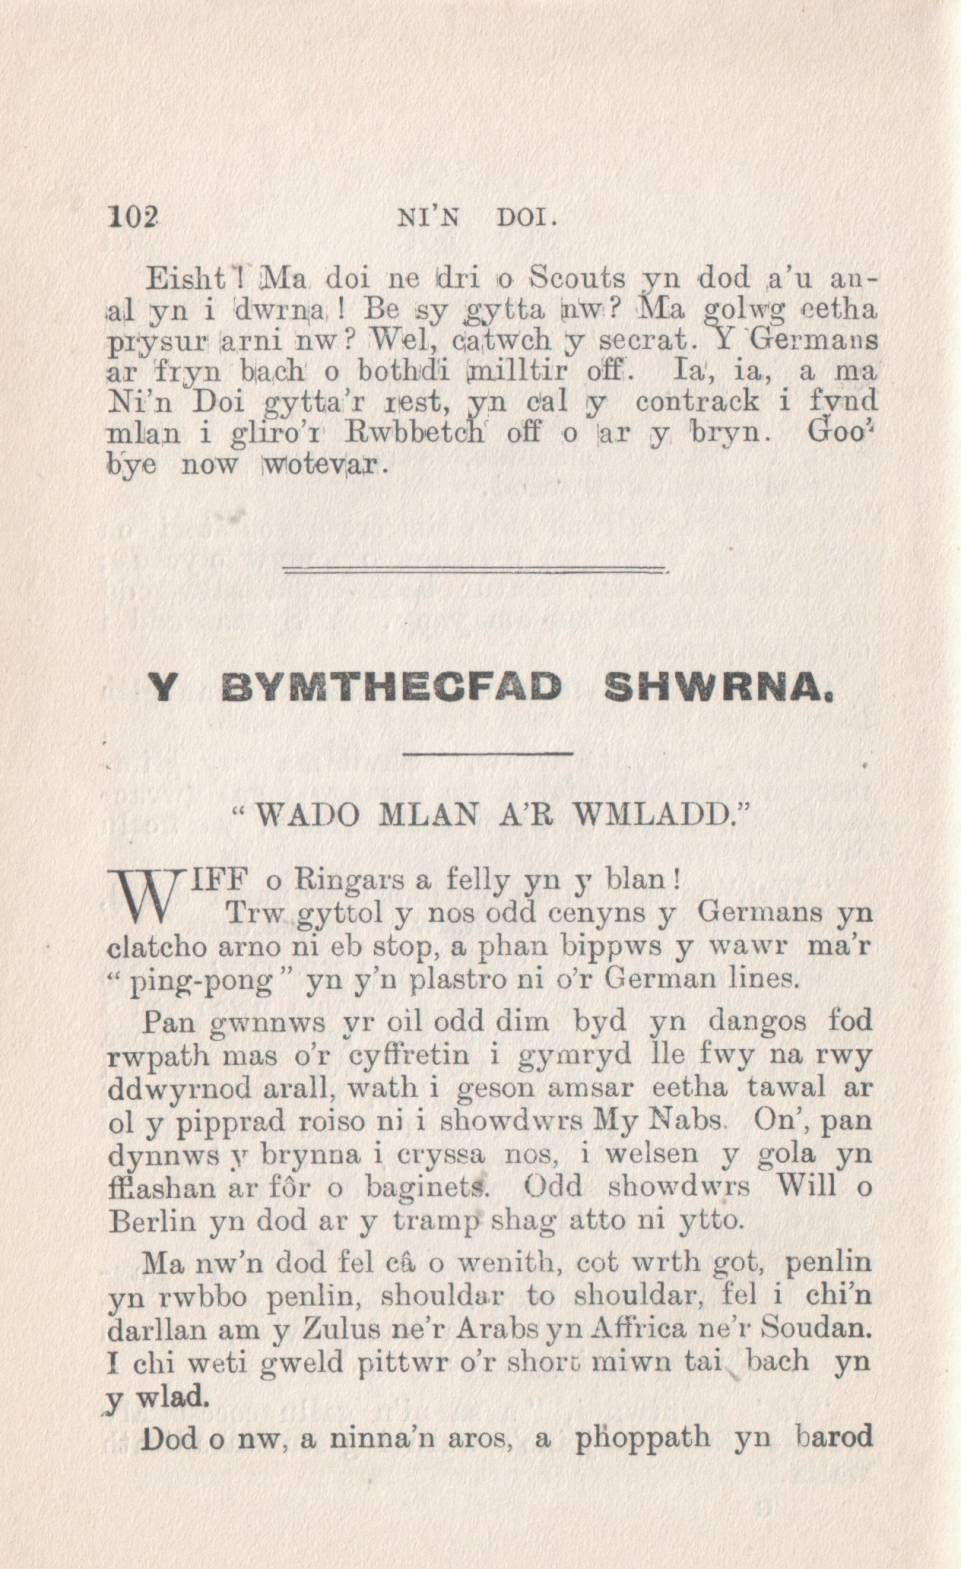 102 NI'N DOI.
Eisht! Ma doi ne dri o Scouts yn dod a'u an-
al yn i dwrna! Be sy gytta nw? Ma golwg eetha
prysur arni nw? Wel, catwch y secrat. Y Germans
ar fryn bach o bothdi milltir off. Ia, ia, a ma
Ni'n Doi gytta'r rest, yn cal y contrack i fynd
mlan i gliro'r Rwbbetch off o ar y bryn. Goo'
bye now wotevar.
Y BYMTHECFAD SHWRNA.
"WADO MLAN A'R WMLADD."
WIFF o Ringars a felly yn y blan!
Trw gyttol y nos odd cenyns y Germans yn
clatcho arno ni eb stop, a phan bippws y wawr ma'r
"ping-pong" yn y'n plastro ni o'r German lines.
Pan gwnnws yr oil odd dim byd yn dangos fod
rwpath mas o'r cyffretin i gymryd lle fwy na rwy
ddwyrnod arall, wath i geson amsar eetha tawal ar
ol y pipprad roiso ni i showdwrs My Nabs. On', pan
dynnws y brynna i cryssa nos, i welsen y gola yn
fflashan ar fôr o baginets. Odd showdwrs Will o
Berlin yn dod ar y tramp shag atto ni ytto.
Ma nw'n dod fel câ o wenith, cot wrth got, penlin
yn rwbbo penlin, shouldar to shouldar, fel i chi'n
darllan am y Zulus ne'r Arabs yn Affrica ne'r Soudan.
I chi weti gweld pittwr o'r short miwn tai bach yn
y wlad.
Dod o nw, a ninna'n aros, a phoppath yn barod